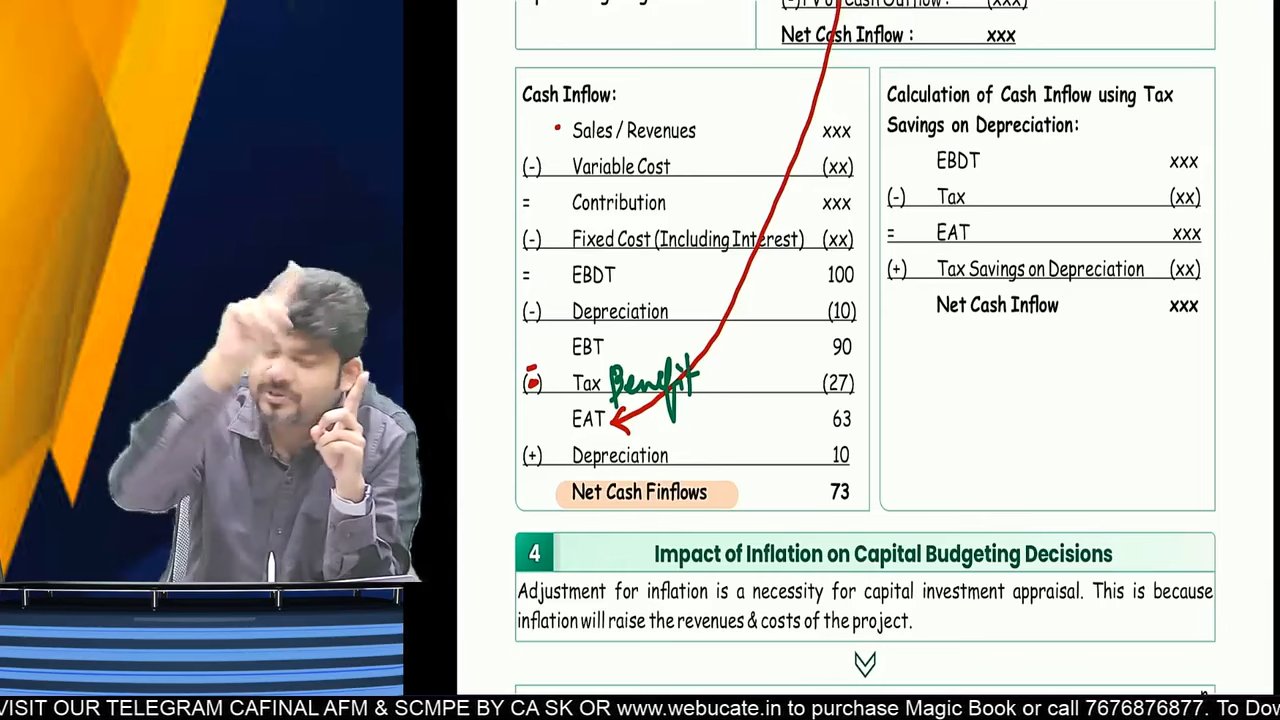 (-) PV of Cash Outflow : (xxx)
Net Cash Inflow : xxx
Cash Inflow:
Sales / Revenues xxx
(-) Variable Cost (xx)
= Contribution xxx
(-) Fixed Cost (Including Interest) (xx)
= EBDT 100
(-) Depreciation (10)
EBT 90
Tax Benefit (27)
EAT 63
(+) Depreciation 10
Net Cash Finflows 73
Calculation of Cash Inflow using Tax
Savings on Depreciation:
EBDT xxx
(-) Tax (xx)
= EAT xxx
(+) Tax Savings on Depreciation (xx)
Net Cash Inflow xxx
4 Impact of Inflation on Capital Budgeting Decisions
Adjustment for inflation is a necessity for capital investment appraisal. This is because
inflation will raise the revenues & costs of the project.
VISIT OUR TELEGRAM CAFINAL AFM & SCMPE BY CA SK OR www.webucate.in to purchase Magic Book or call 7676876877. To Dow